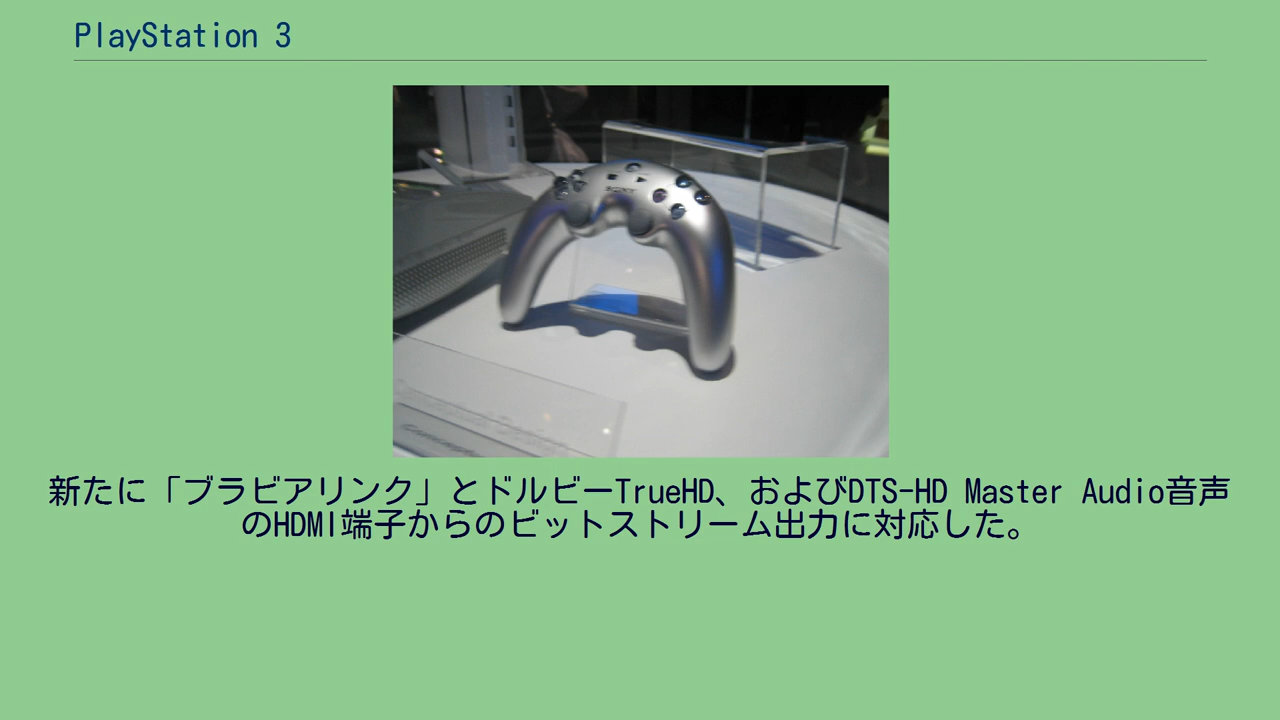 PlayStation 3
SONY
新たに「ブラビアリンク」とドルビーTrueHD、およびDTS-HD Master Audio音声
のHDMI端子からのビットストリーム出力に対応した。